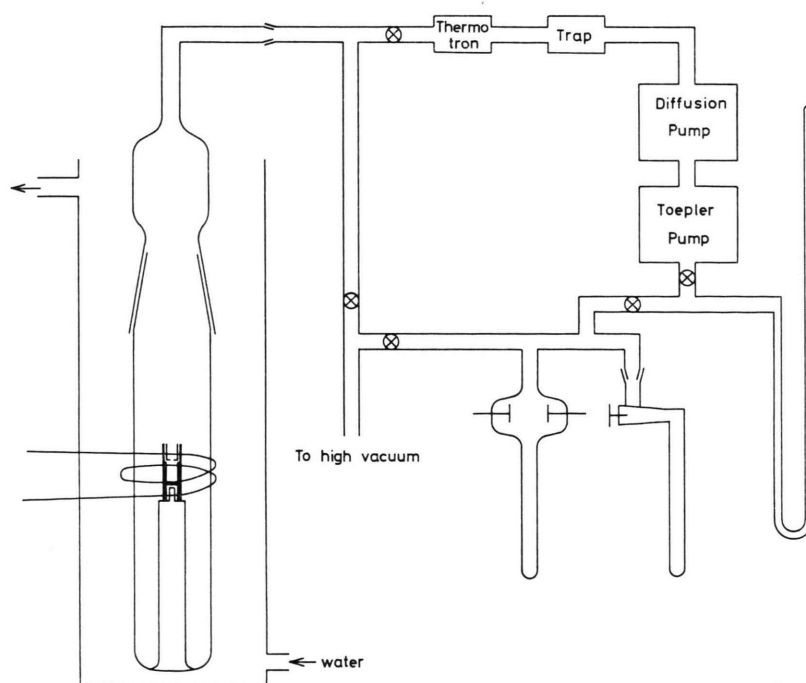 Thermo
tron
Trap
Diffusion
Pump
Toepler
Pump
To high vacuum
water